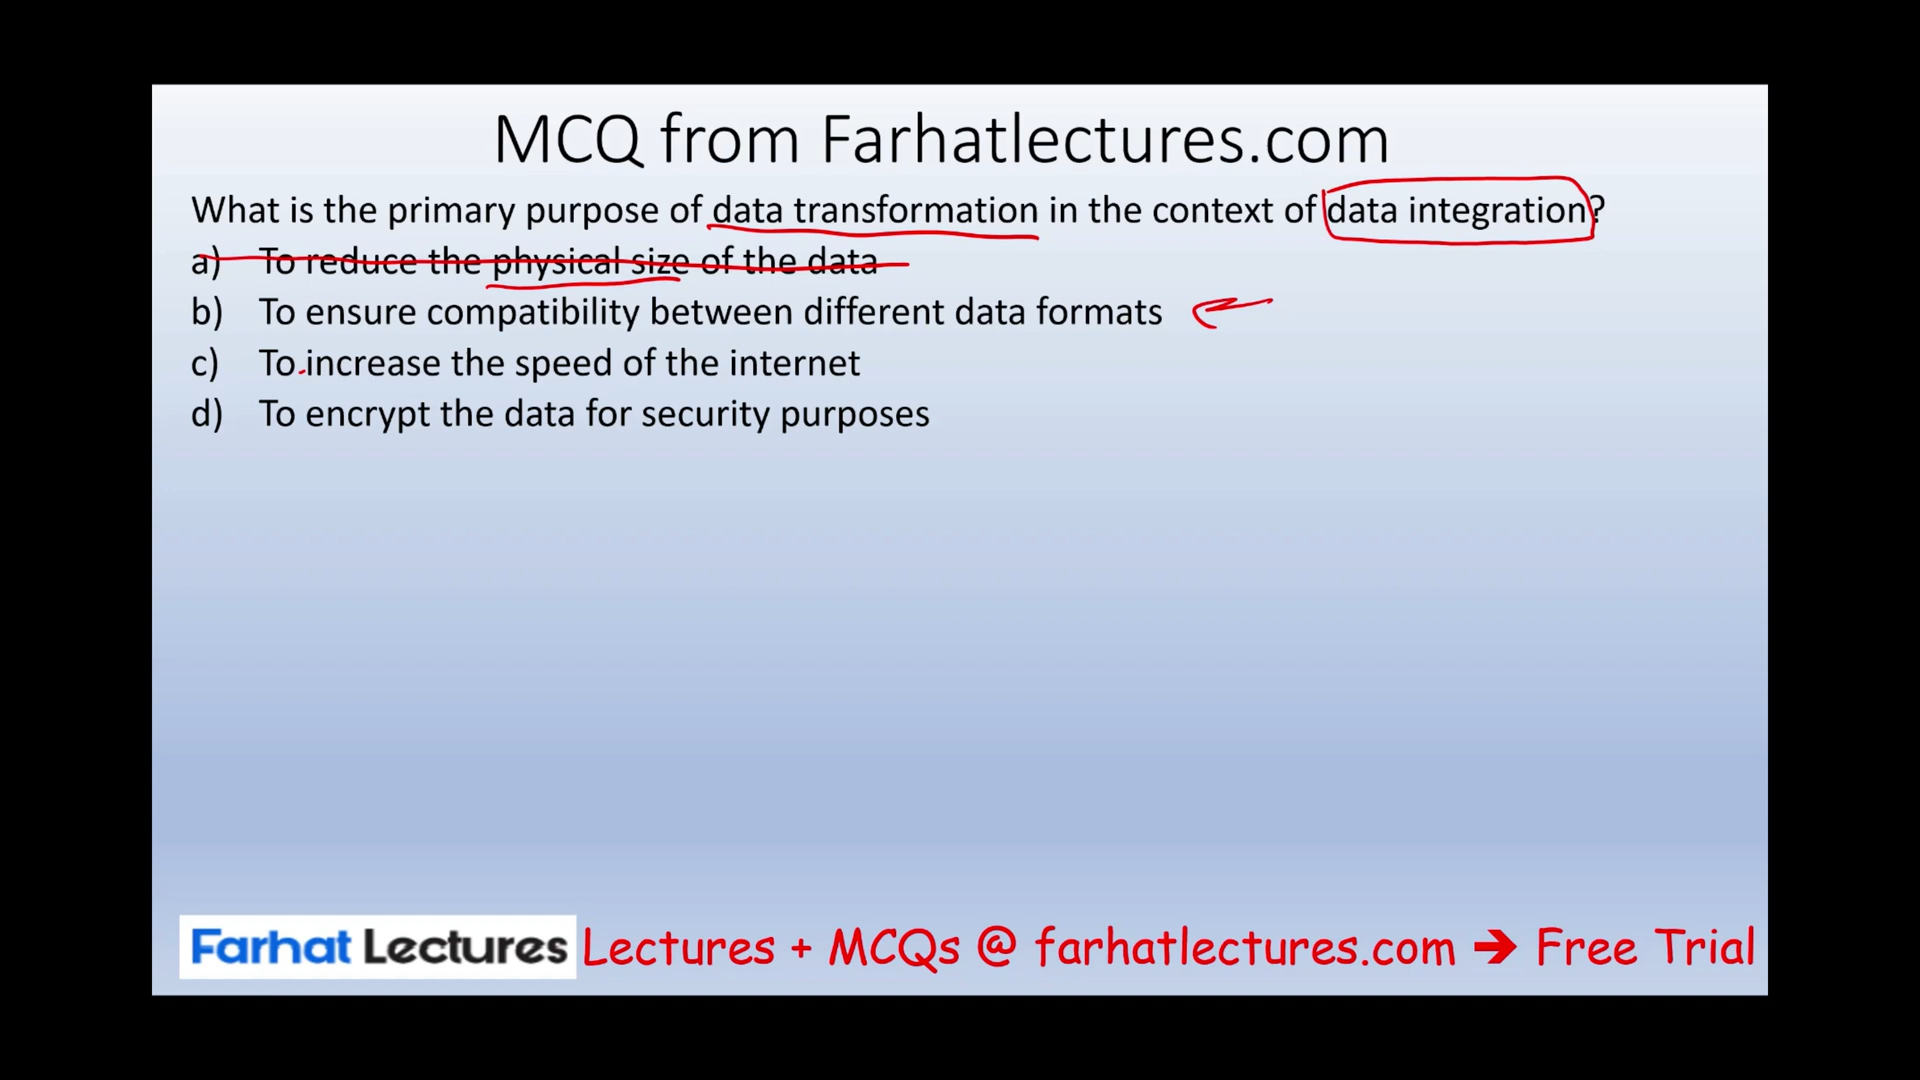 MCQ from Farhatlectures.com
What is the primary purpose of data transformation in the context of data integration?
a) To reduce the physical size of the data
b) To ensure compatibility between different data formats
c) To increase the speed of the internet
d) To encrypt the data for security purposes
Farhat Lectures Lectures + MCQs @ farhatlectures.com ➔ Free Trial